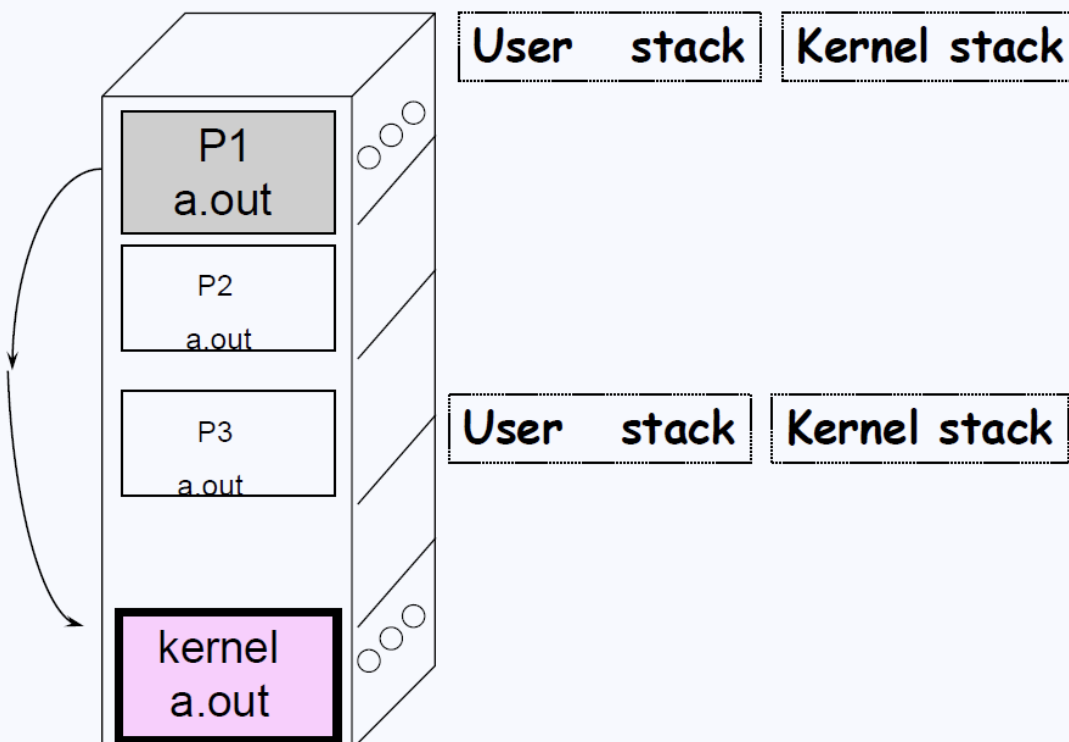 User stack Kernel stack
P1
a.out
P2
a.out
P3
a.out
User stack Kernel stack
kernel
a.out